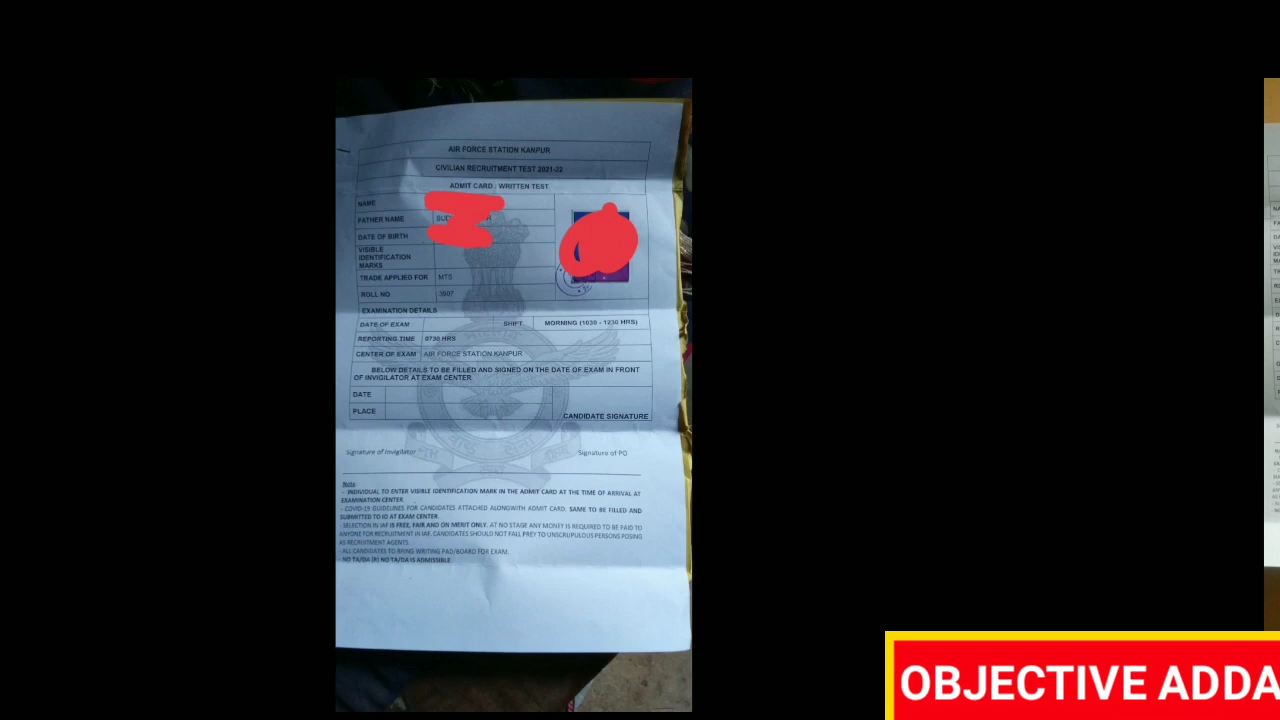 AIR FORCE STATION KANPUR
CIVILIAN RECRUITMENT TEST 2021-22
ADMIT CARD : WRITTEN TEST
NAME
FATHER NAME
DATE OF BIRTH
VISIBLE
IDENTIFICATION
MARKS
TRADE APPLIED FOR MTS
ROLL NO 3907
EXAMINATION DETAILS
DATE OF EXAM SHIFT MORNING (1030 - 1230 HRS)
REPORTING TIME 0730 HRS
CENTER OF EXAM AIR FORCE STATION KANPUR
BELOW DETAILS TO BE FILLED AND SIGNED ON THE DATE OF EXAM IN FRONT
OF INVIGILATOR AT EXAM CENTER
DATE
PLACE
CANDIDATE SIGNATURE
Signature of Invigilator Signature of PO
Note:
- INDIVIDUAL TO ENTER VISIBLE IDENTIFICATION MARK IN THE ADMIT CARD AT THE TIME OF ARRIVAL AT
EXAMINATION CENTER.
- COVID-19 GUIDELINES FOR CANDIDATES ATTACHED ALONGWITH ADMIT CARD, SAME TO BE FILLED AND
SUBMITTED TO IO AT EXAM CENTER.
- SELECTION IN IAF IS FREE, FAIR AND ON MERIT ONLY. AT NO STAGE ANY MONEY IS REQUIRED TO BE PAID TO
ANYONE FOR RECRUITMENT IN IAF. CANDIDATES SHOULD NOT FALL PREY TO UNSCRUPULOUS PERSONS POSING
AS RECRUITMENT AGENTS.
- ALL CANDIDATES TO BRING WRITING PAD/BOARD FOR EXAM.
- NO TA/DA (R) NO TA/DA IS ADMISSIBLE.
OBJECTIVE ADDA